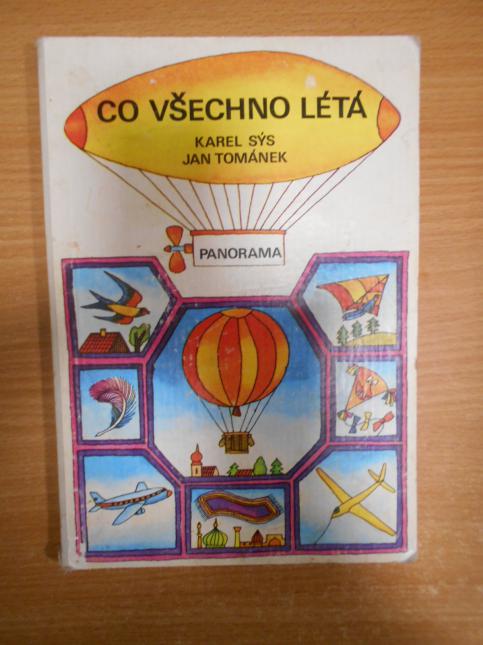 CO VŠECHNO LÉTÁ
KAREL SÝS
JAN TOMÁNEK
PANORAMA